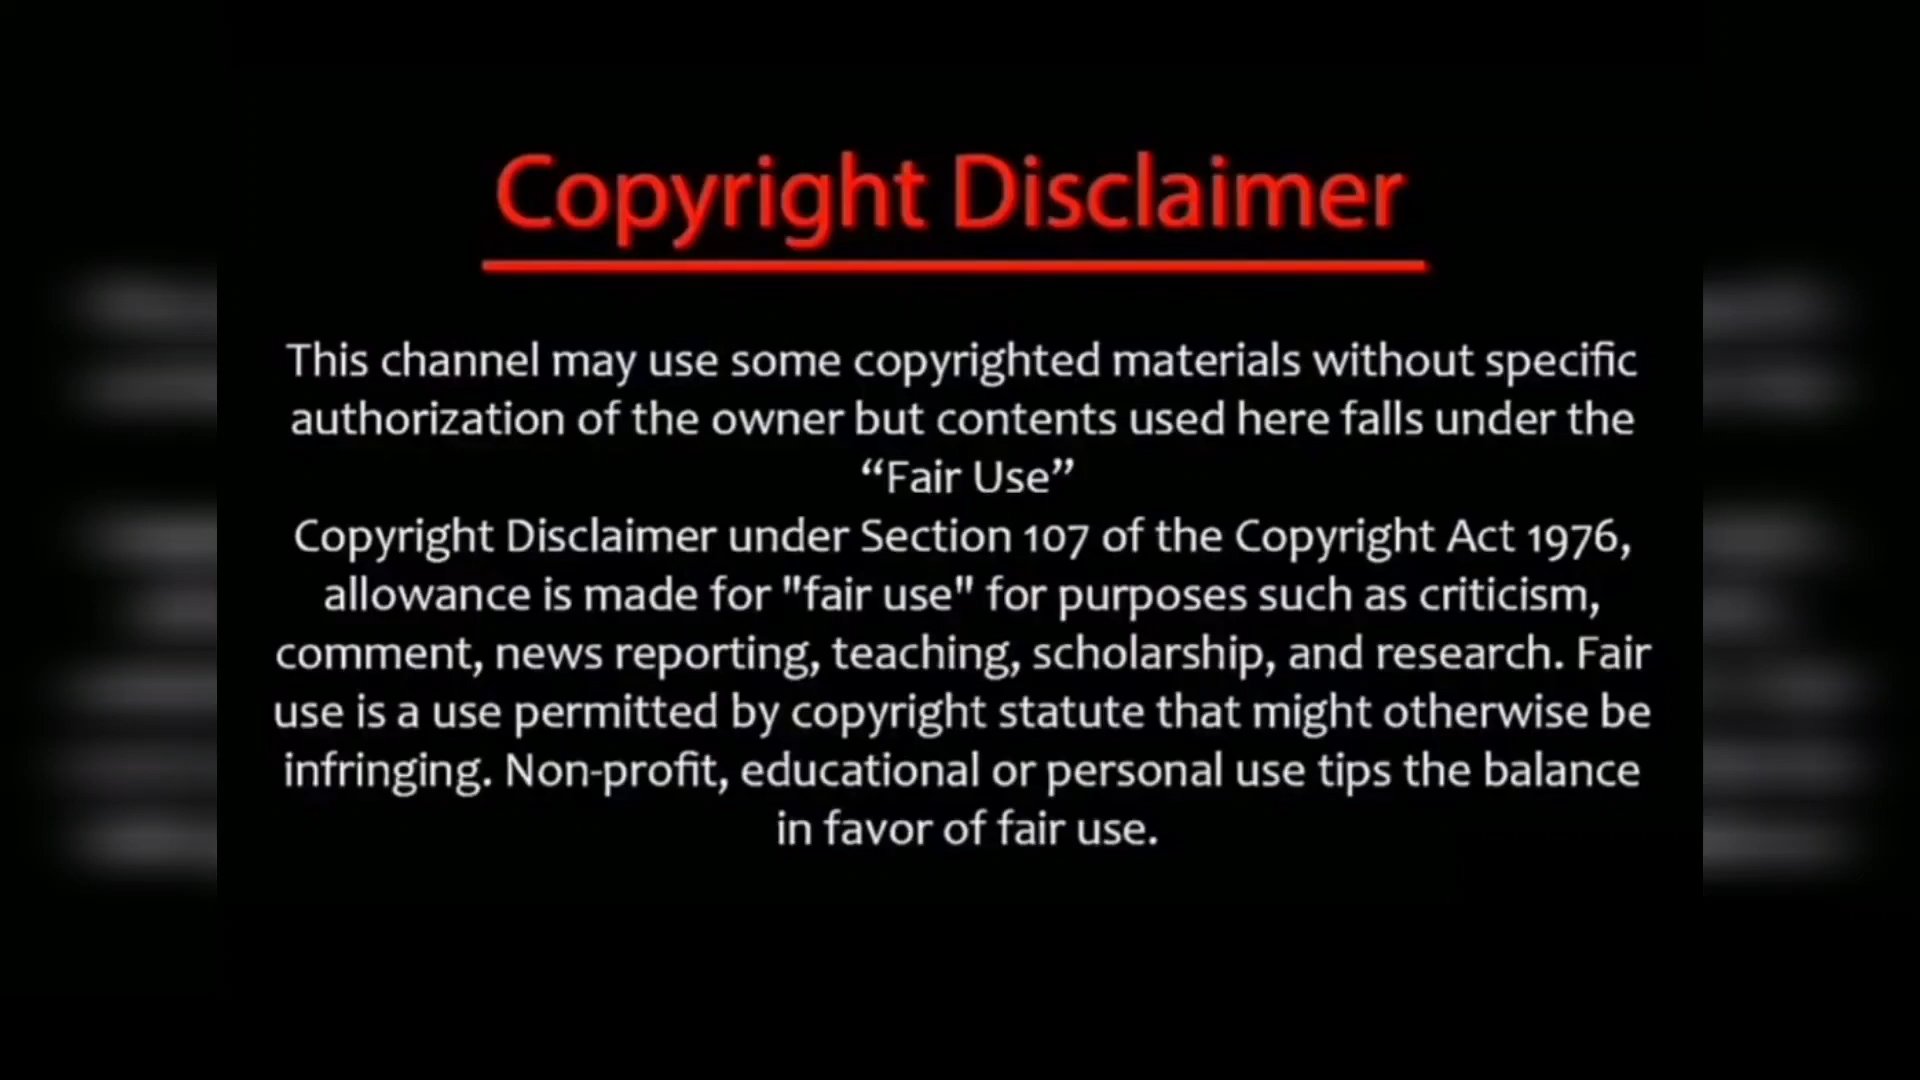 Copyright Disclaimer
This channel may use some copyrighted materials without specific
authorization of the owner but contents used here falls under the
“Fair Use”
Copyright Disclaimer under Section 107 of the Copyright Act 1976,
allowance is made for "fair use" for purposes such as criticism,
comment, news reporting, teaching, scholarship, and research. Fair
use is a use permitted by copyright statute that might otherwise be
infringing. Non-profit, educational or personal use tips the balance
in favor of fair use.